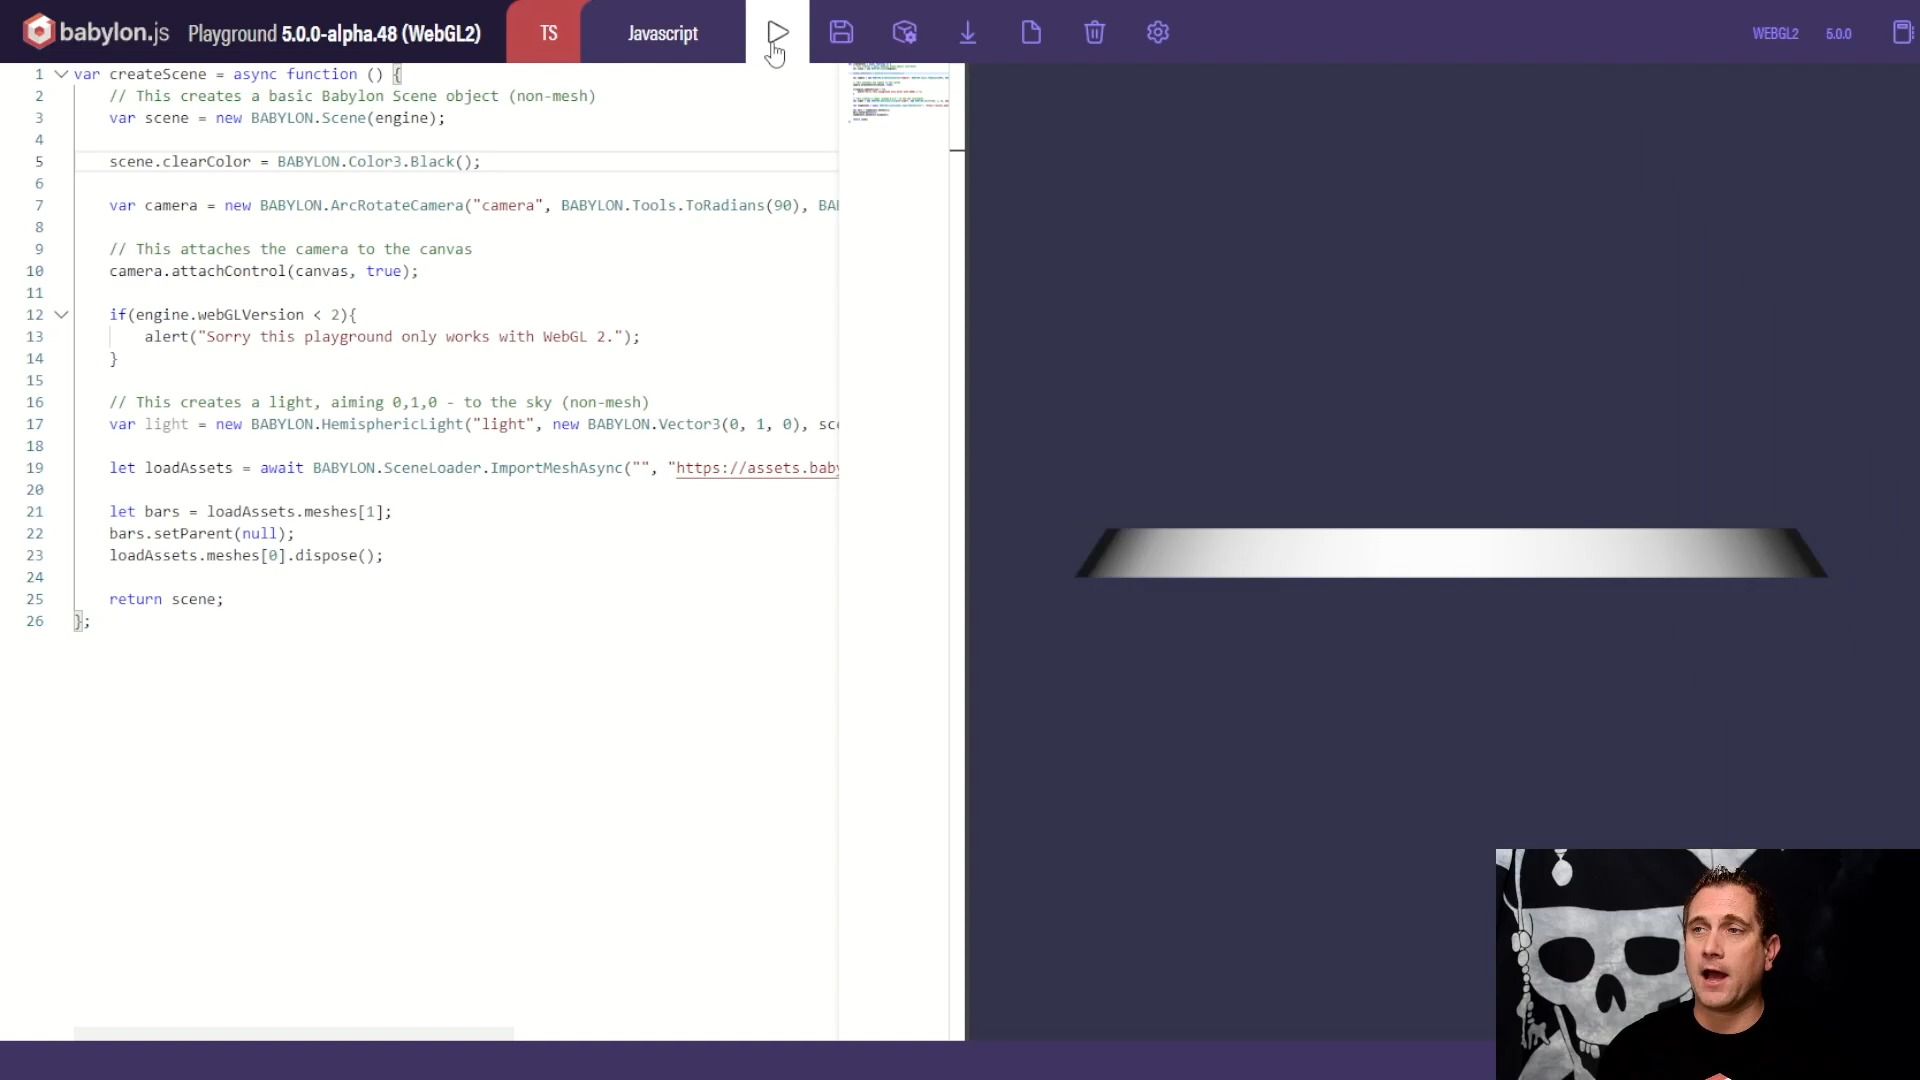 babylon.js Playground 5.0.0-alpha.48 (WebGL2) TS Javascript WEBGL2 5.0.0
1 var createScene = async function () {
2 // This creates a basic Babylon Scene object (non-mesh)
3 var scene = new BABYLON.Scene(engine);
4
5 scene.clearColor = BABYLON.Color3.Black();
6
7 var camera = new BABYLON.ArcRotateCamera("camera", BABYLON.Tools.ToRadians(90), BA
8
9 // This attaches the camera to the canvas
10 camera.attachControl(canvas, true);
11
12 if(engine.webGLVersion < 2){
13 alert("Sorry this playground only works with WebGL 2.");
14 }
15
16 // This creates a light, aiming 0,1,0 - to the sky (non-mesh)
17 var light = new BABYLON.HemisphericLight("light", new BABYLON.Vector3(0, 1, 0), sc
18
19 let loadAssets = await BABYLON.SceneLoader.ImportMeshAsync("", "https://assets.baby
20
21 let bars = loadAssets.meshes[1];
22 bars.setParent(null);
23 loadAssets.meshes[0].dispose();
24
25 return scene;
26 };